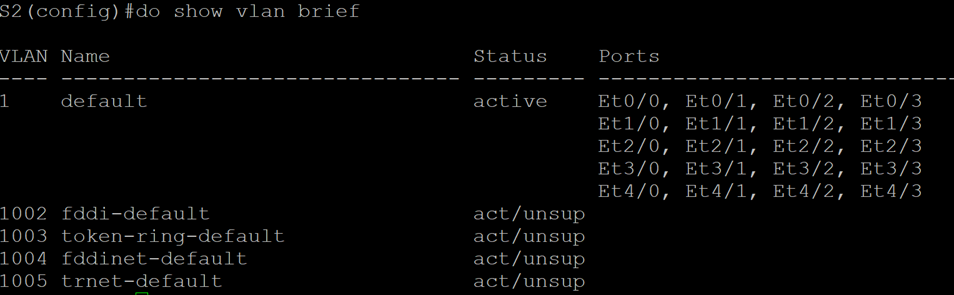 S2(config)#do show vlan brief
VLAN Name                             Status    Ports
---- -------------------------------- --------- -----------------------------
1    default                          active    Et0/0, Et0/1, Et0/2, Et0/3
                                                Et1/0, Et1/1, Et1/2, Et1/3
                                                Et2/0, Et2/1, Et2/2, Et2/3
                                                Et3/0, Et3/1, Et3/2, Et3/3
                                                Et4/0, Et4/1, Et4/2, Et4/3
1002 fddi-default                     act/unsup
1003 token-ring-default               act/unsup
1004 fddinet-default                  act/unsup
1005 trnet-default                    act/unsup